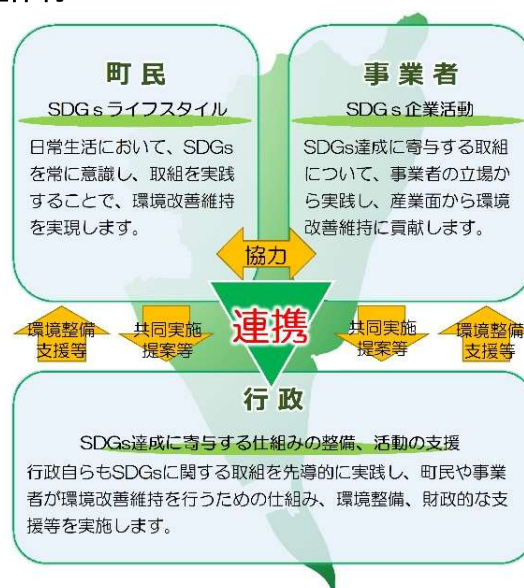 町民
SDGsライフスタイル
日常生活において、SDGs
を常に意識し、取組を実践
することで、環境改善維持
を実現します。
事業者
SDGs企業活動
SDGs達成に寄与する取組
について、事業者の立場か
ら実践し、産業面から環境
改善維持に貢献します。
協力
連携
環境整備
支援等
共同実施
提案等
共同実施
提案等
環境整備
支援等
行政
SDGs達成に寄与する仕組みの整備、活動の支援
行政自らもSDGsに関する取組を先導的に実践し、町民や事業
者が環境改善維持を行うための仕組み、環境整備、財政的な支
援等を実施します。